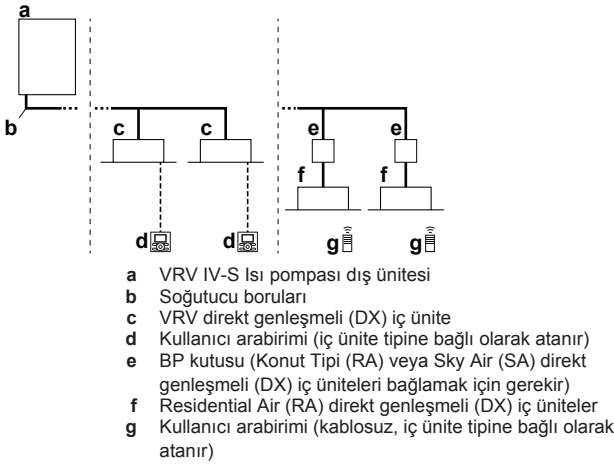 a
b
c c e e
f f
d d g g
a VRV IV-S Isı pompası dış ünitesi
b Soğutucu boruları
c VRV direkt genleşmeli (DX) iç ünite
d Kullanıcı arabirimi (iç ünite tipine bağlı olarak atanır)
e BP kutusu (Konut Tipi (RA) veya Sky Air (SA) direkt
genleşmeli (DX) iç üniteleri bağlamak için gerekir)
f Residential Air (RA) direkt genleşmeli (DX) iç üniteler
g Kullanıcı arabirimi (kablosuz, iç ünite tipine bağlı olarak
atanır)